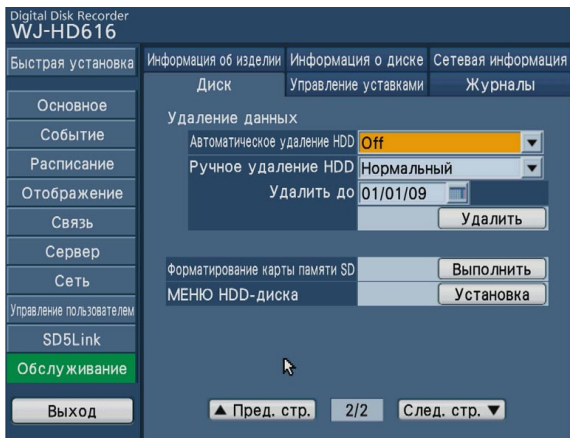 Digital Disk Recorder
WJ-HD616
Быстрая установка
Информация об изделии Информация о диске Сетевая информация
Диск Управление уставками Журналы
Основное
Событие
Расписание
Отображение
Связь
Сервер
Сеть
Управление пользователем
SD5Link
Обслуживание
Выход
Удаление данных
Автоматическое удаление HDD Off
Ручное удаление HDD Нормальный
Удалить до 01/01/09
Удалить
Форматирование карты памяти SD Выполнить
МЕНЮ HDD-диска Установка
▲ Пред. стр. 2/2 След. стр. ▼